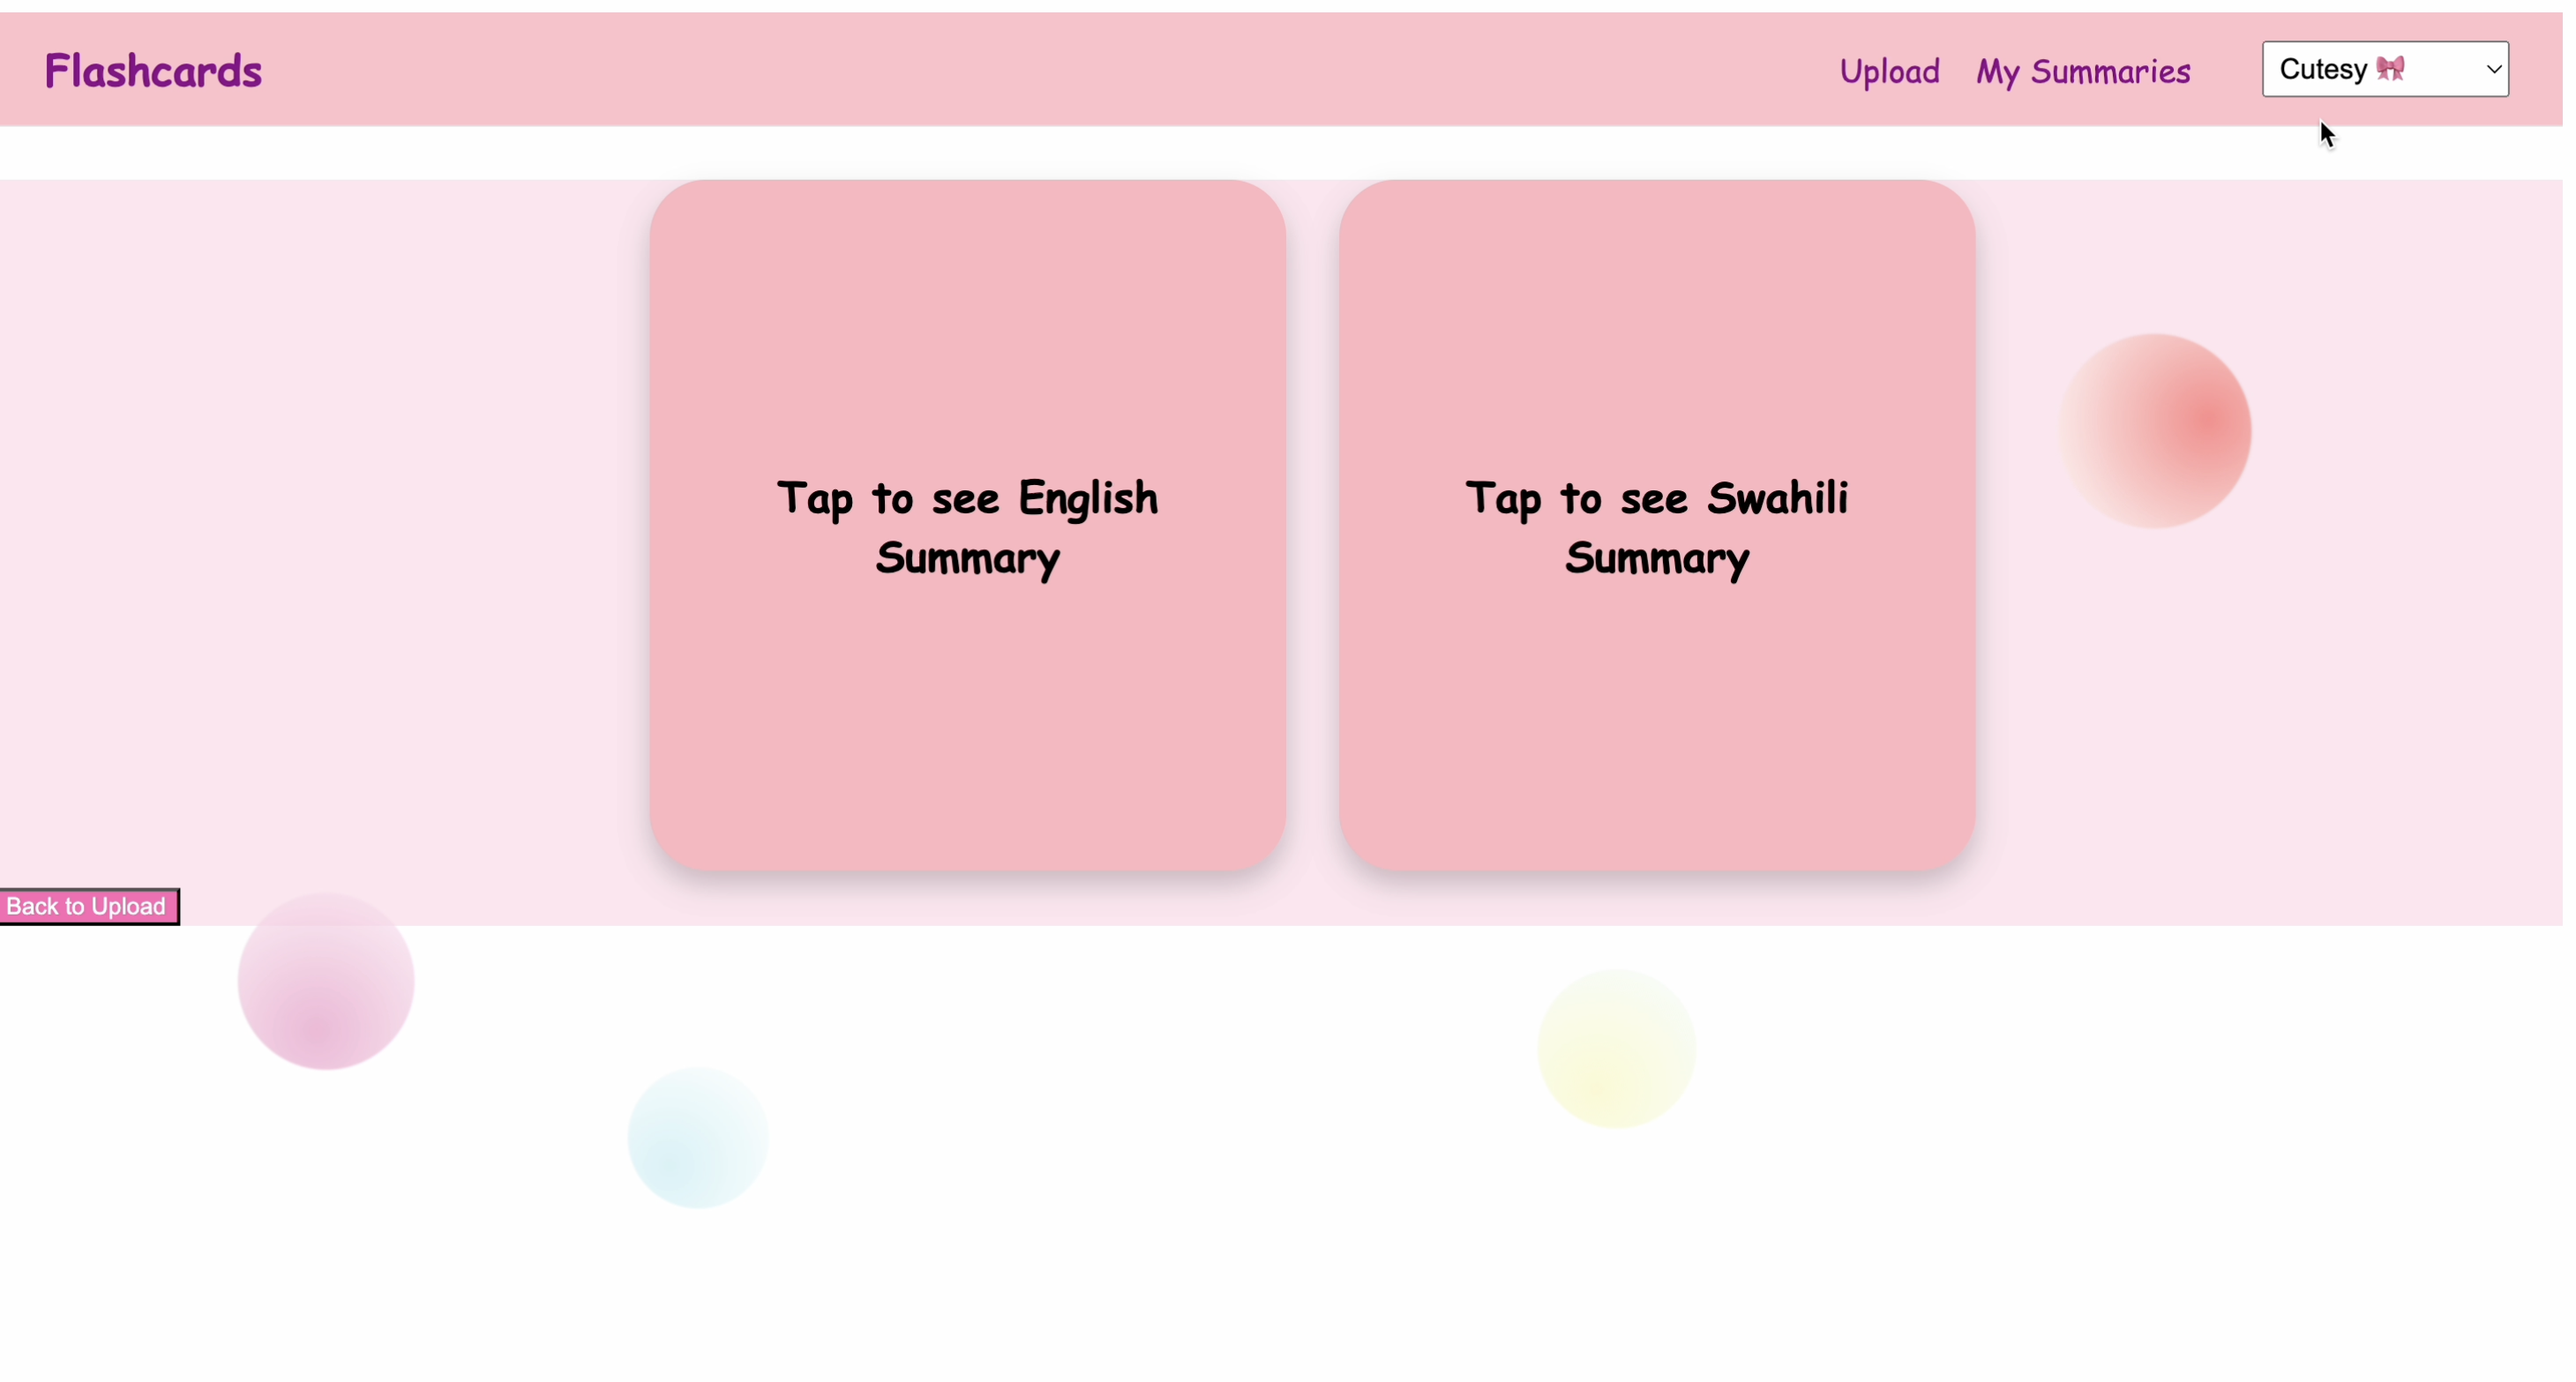 Flashcards
Upload
My Summaries
Cutesy 🎀
Tap to see English
Summary
Tap to see Swahili
Summary
Back to Upload